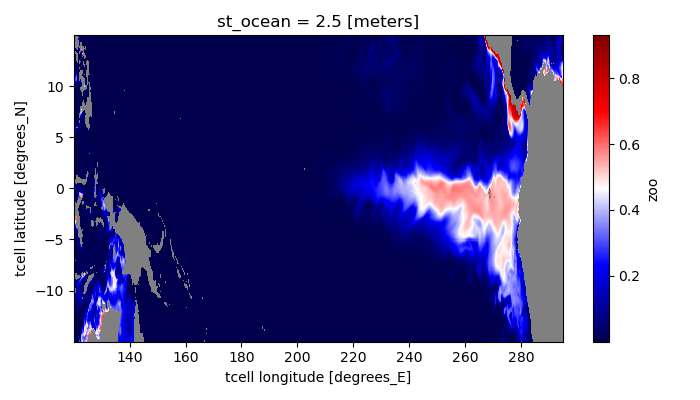 st_ocean = 2.5 [meters]
10
5
0
−5
−10
tcell latitude [degrees_N]
140 160 180 200 220 240 260 280
tcell longitude [degrees_E]
0.8
0.6
0.4
0.2
zoo